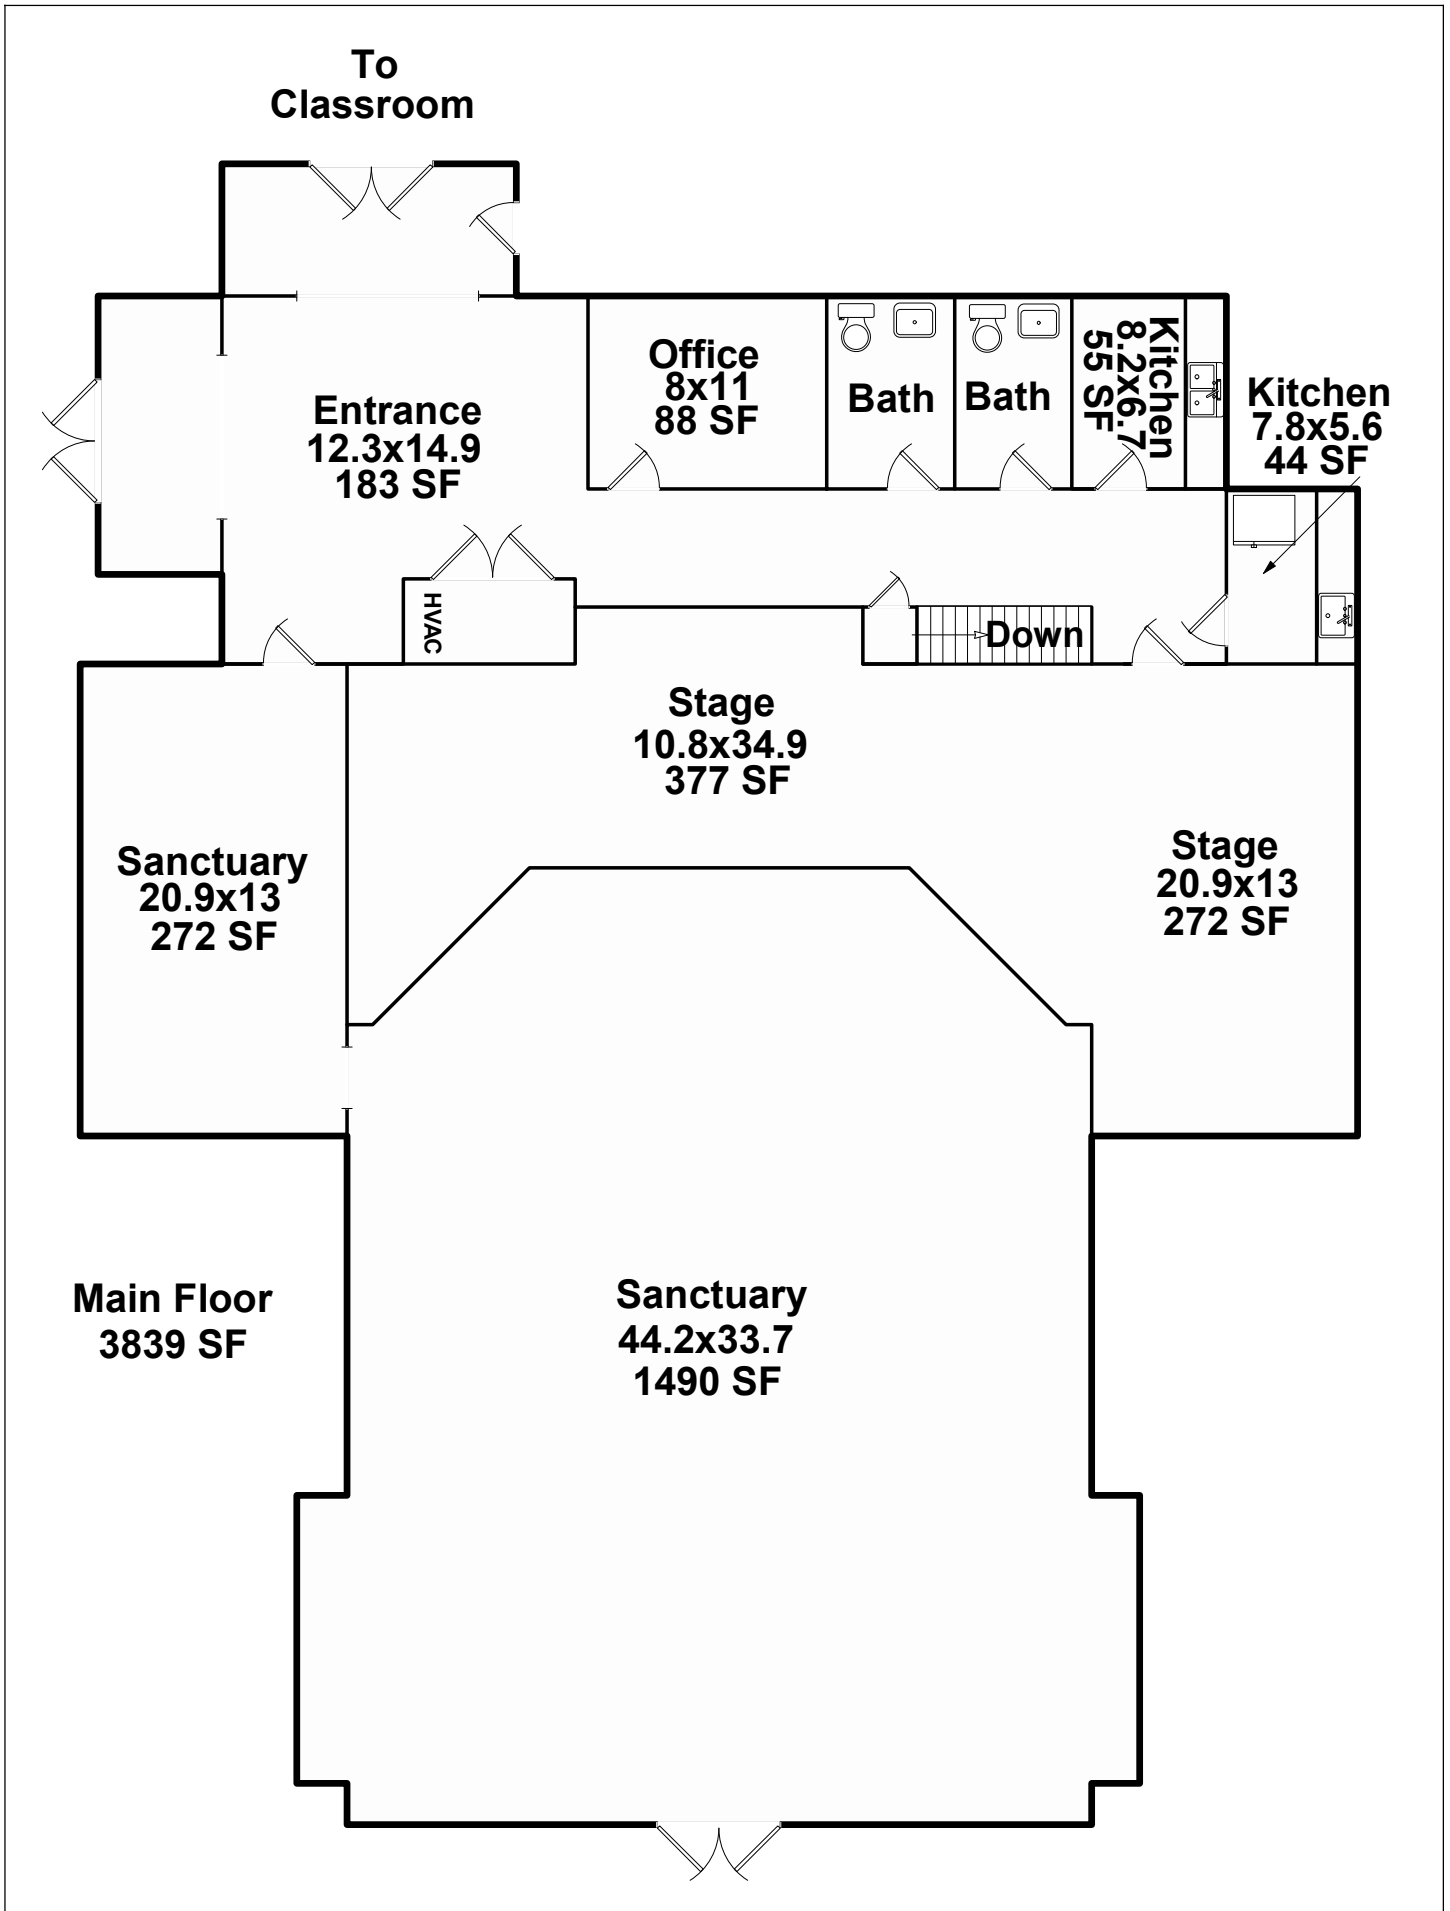 To
Classroom
Entrance
12.3x14.9
183 SF
Office
8x11
88 SF
Bath
Bath
Kitchen
8.2x6.7
55 SF
Kitchen
7.8x5.6
44 SF
HVAC
Down
Stage
10.8x34.9
377 SF
Sanctuary
20.9x13
272 SF
Stage
20.9x13
272 SF
Main Floor
3839 SF
Sanctuary
44.2x33.7
1490 SF